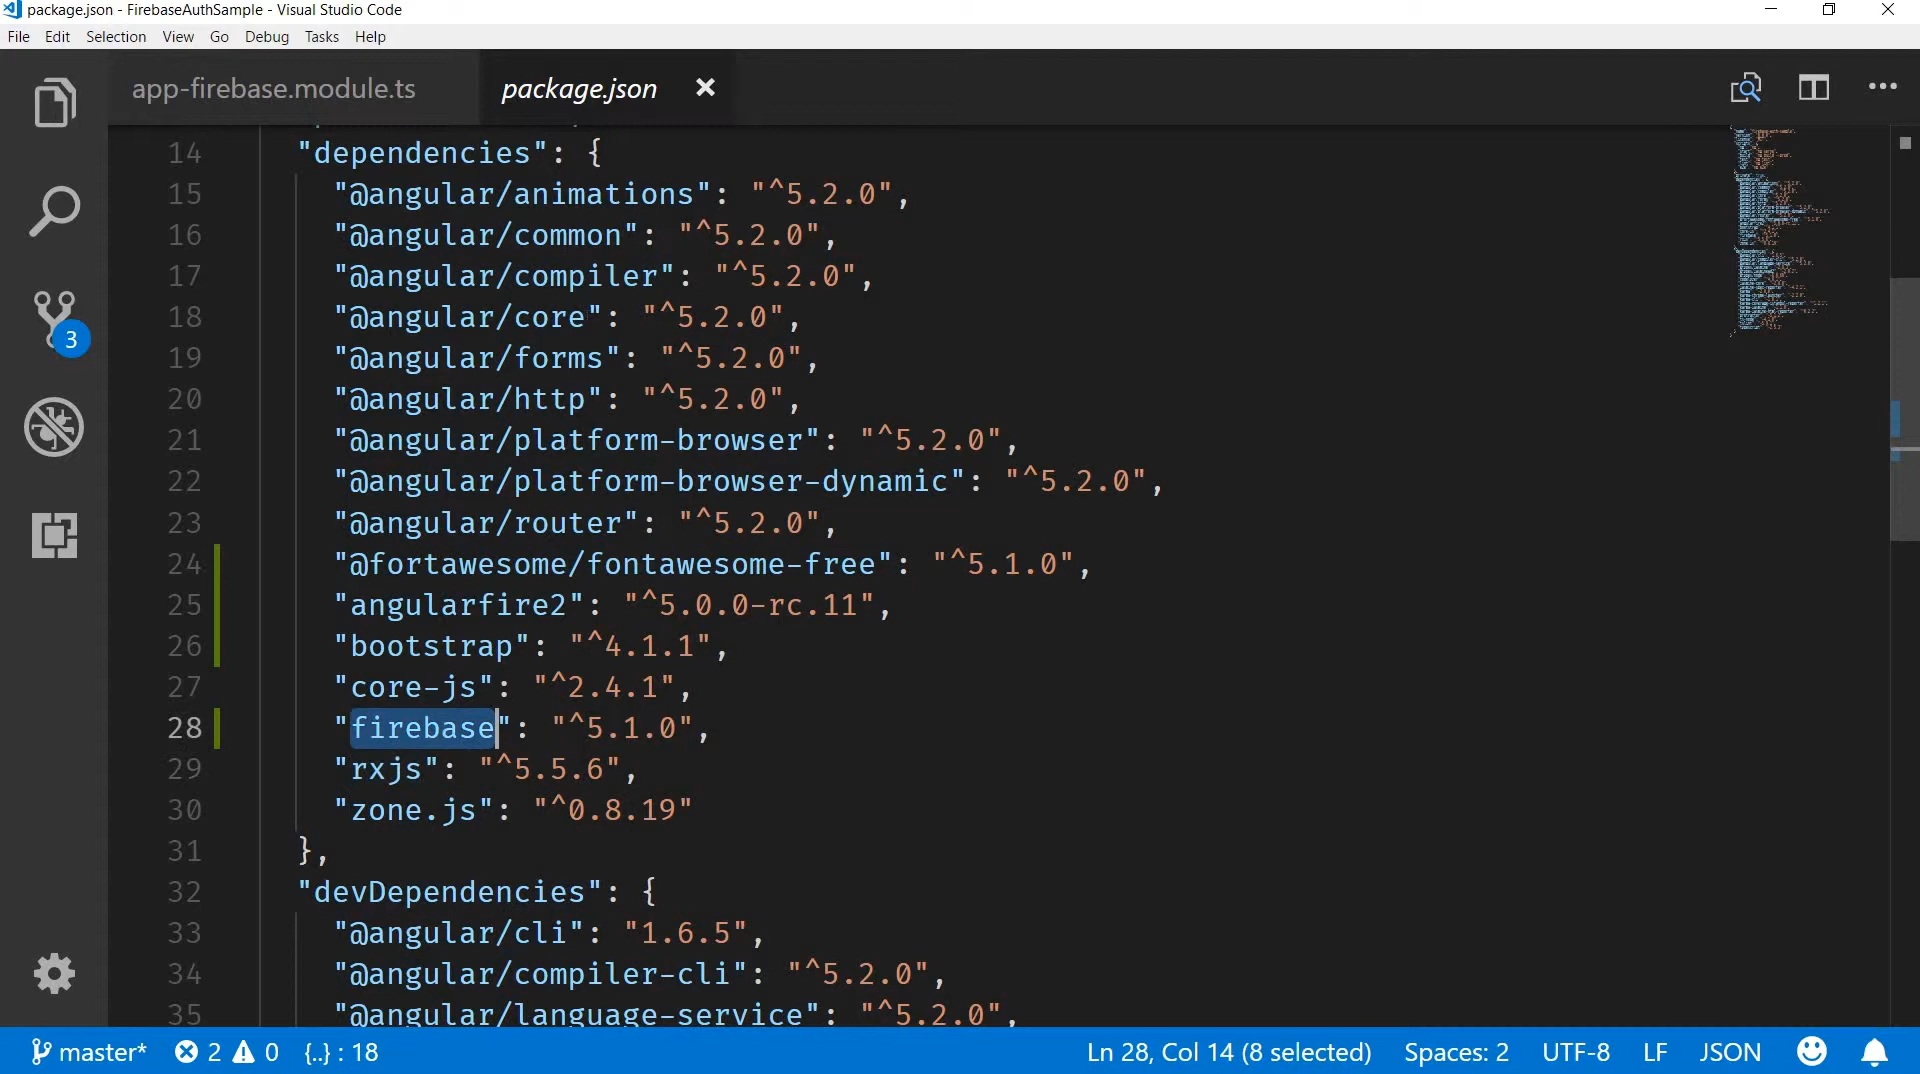 package.json - FirebaseAuthSample - Visual Studio Code
File Edit Selection View Go Debug Tasks Help
app-firebase.module.ts package.json
14 "dependencies": {
15 "@angular/animations": "^5.2.0",
16 "@angular/common": "^5.2.0",
17 "@angular/compiler": "^5.2.0",
18 "@angular/core": "^5.2.0",
19 "@angular/forms": "^5.2.0",
20 "@angular/http": "^5.2.0",
21 "@angular/platform-browser": "^5.2.0",
22 "@angular/platform-browser-dynamic": "^5.2.0",
23 "@angular/router": "^5.2.0",
24 "@fortawesome/fontawesome-free": "^5.1.0",
25 "angularfire2": "^5.0.0-rc.11",
26 "bootstrap": "^4.1.1",
27 "core-js": "^2.4.1",
28 "firebase": "^5.1.0",
29 "rxjs": "^5.5.6",
30 "zone.js": "^0.8.19"
31 },
32 "devDependencies": {
33 "@angular/cli": "1.6.5",
34 "@angular/compiler-cli": "^5.2.0",
35 "@angular/language-service": "^5.2.0",
3
master* 2 0 {..} : 18 Ln 28, Col 14 (8 selected) Spaces: 2 UTF-8 LF JSON